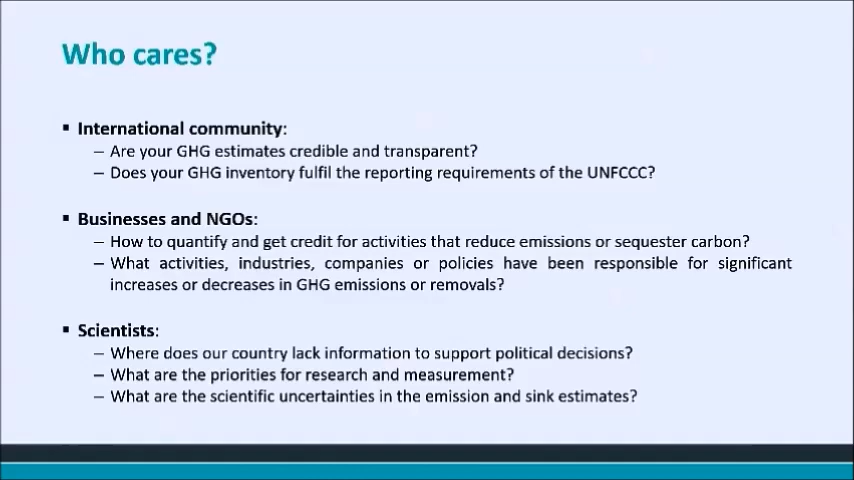 Who cares?
▪ International community:
– Are your GHG estimates credible and transparent?
– Does your GHG inventory fulfil the reporting requirements of the UNFCCC?
▪ Businesses and NGOs:
– How to quantify and get credit for activities that reduce emissions or sequester carbon?
– What activities, industries, companies or policies have been responsible for significant
increases or decreases in GHG emissions or removals?
▪ Scientists:
– Where does our country lack information to support political decisions?
– What are the priorities for research and measurement?
– What are the scientific uncertainties in the emission and sink estimates?